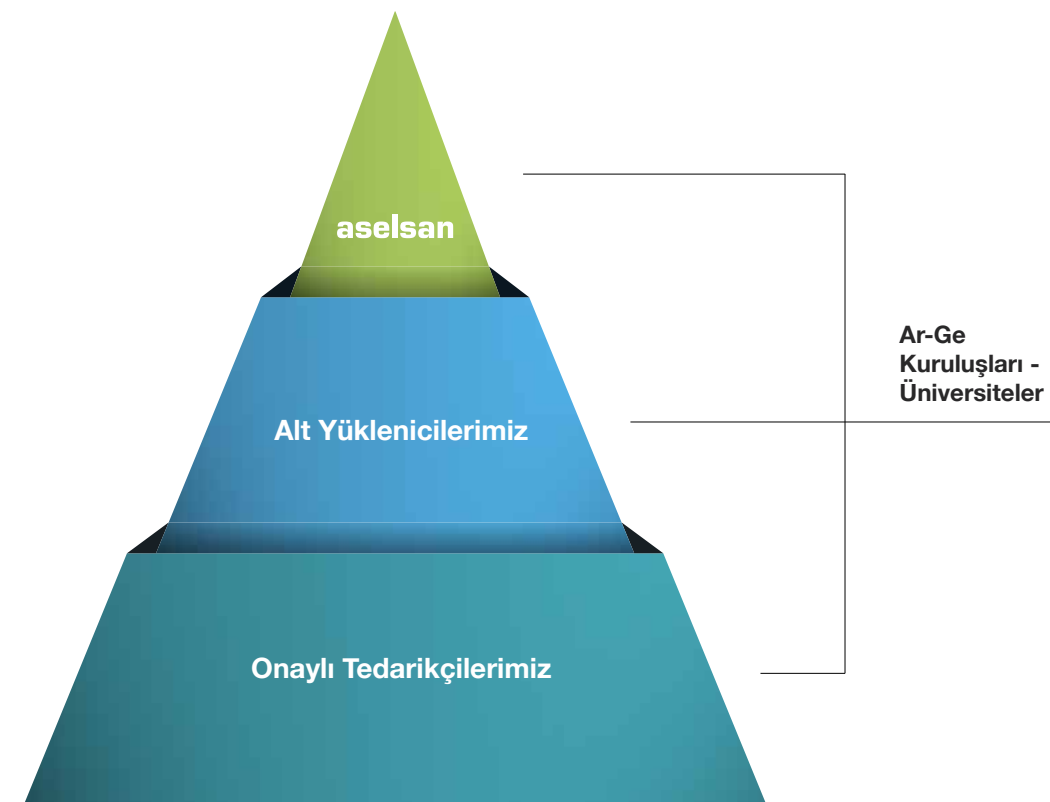 aselsan
Ar-Ge
Kuruluşları -
Üniversiteler
Alt Yüklenicilerimiz
Onaylı Tedarikçilerimiz